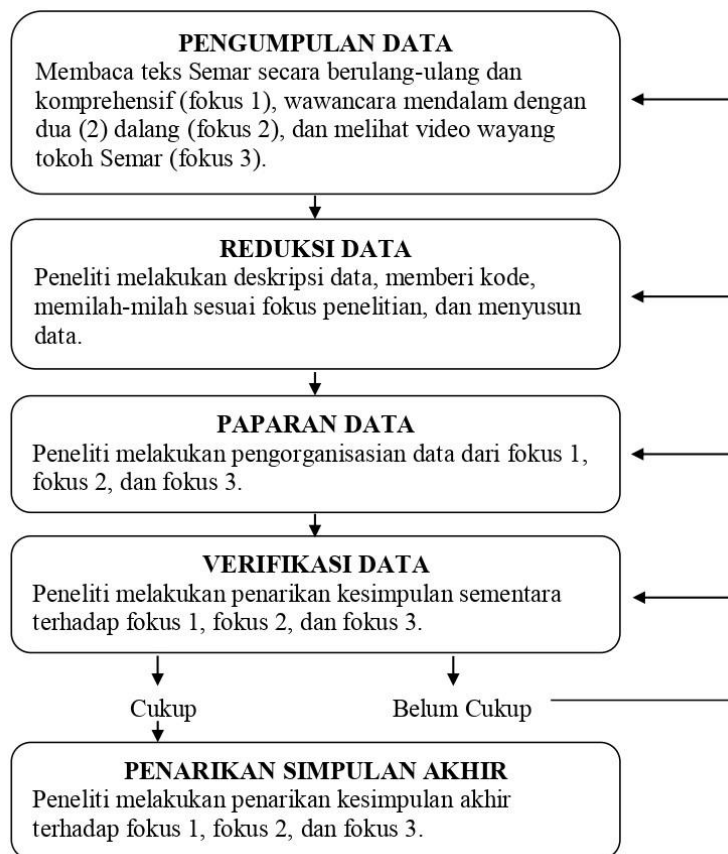 PENGUMPULAN DATA
Membaca teks Semar secara berulang-ulang dan
komprehensif (fokus 1), wawancara mendalam dengan
dua (2) dalang (fokus 2), dan melihat video wayang
tokoh Semar (fokus 3).
REDUKSI DATA
Peneliti melakukan deskripsi data, memberi kode,
memilah-milah sesuai fokus penelitian, dan menyusun
data.
PAPARAN DATA
Peneliti melakukan pengorganisasian data dari fokus 1,
fokus 2, dan fokus 3.
VERIFIKASI DATA
Peneliti melakukan penarikan kesimpulan sementara
terhadap fokus 1, fokus 2, dan fokus 3.
Cukup
Belum Cukup
PENARIKAN SIMPULAN AKHIR
Peneliti melakukan penarikan kesimpulan akhir
terhadap fokus 1, fokus 2, dan fokus 3.